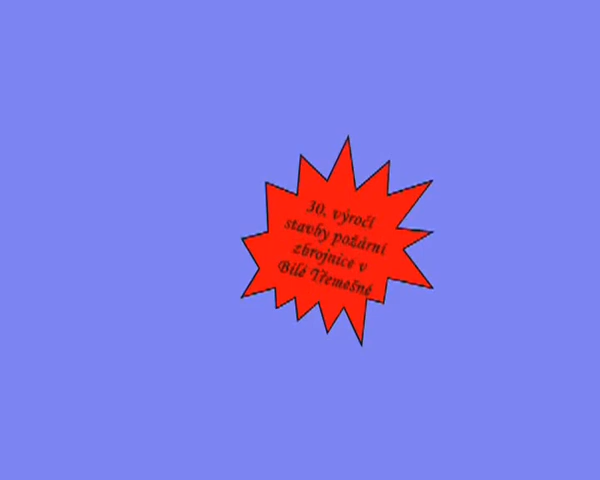 30. výročí
stavby požární
zbrojnice v
Bílé Třemešné